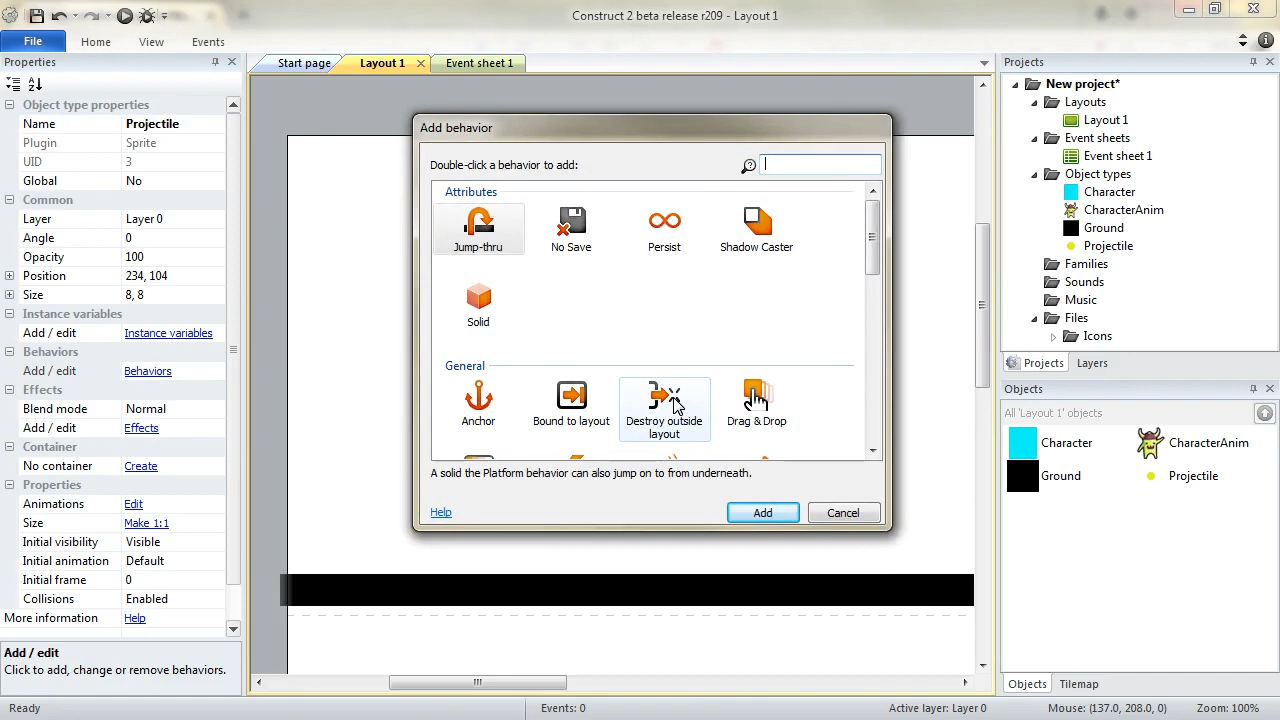 Construct 2 beta release r209 - Layout 1
File Home View Events
Properties
Object type properties
Name Projectile
Plugin Sprite
UID 3
Global No
Common
Layer Layer 0
Angle 0
Opacity 100
Position 234, 104
Size 8, 8
Instance variables
Add / edit Instance variables
Behaviors
Add / edit Behaviors
Effects
Blend mode Normal
Add / edit Effects
Container
No container Create
Properties
Animations Edit
Size Make 1:1
Initial visibility Visible
Initial animation Default
Initial frame 0
Collisions Enabled
More information Help
Add / edit
Click to add, change or remove behaviors.
Start page Layout 1 Event sheet 1
Add behavior
Double-click a behavior to add:
Attributes
Jump-thru No Save Persist Shadow Caster
Solid
General
Anchor Bound to layout Destroy outside layout Drag & Drop
A solid the Platform behavior can also jump on to from underneath.
Help Add Cancel
Projects
New project*
Layouts
Layout 1
Event sheets
Event sheet 1
Object types
Character
CharacterAnim
Ground
Projectile
Families
Sounds
Music
Files
Icons
Projects Layers
Objects
All 'Layout 1' objects
Character CharacterAnim
Ground Projectile
Objects Tilemap
Ready Events: 0 Active layer: Layer 0 Mouse: (137.0, 208.0, 0) Zoom: 100%